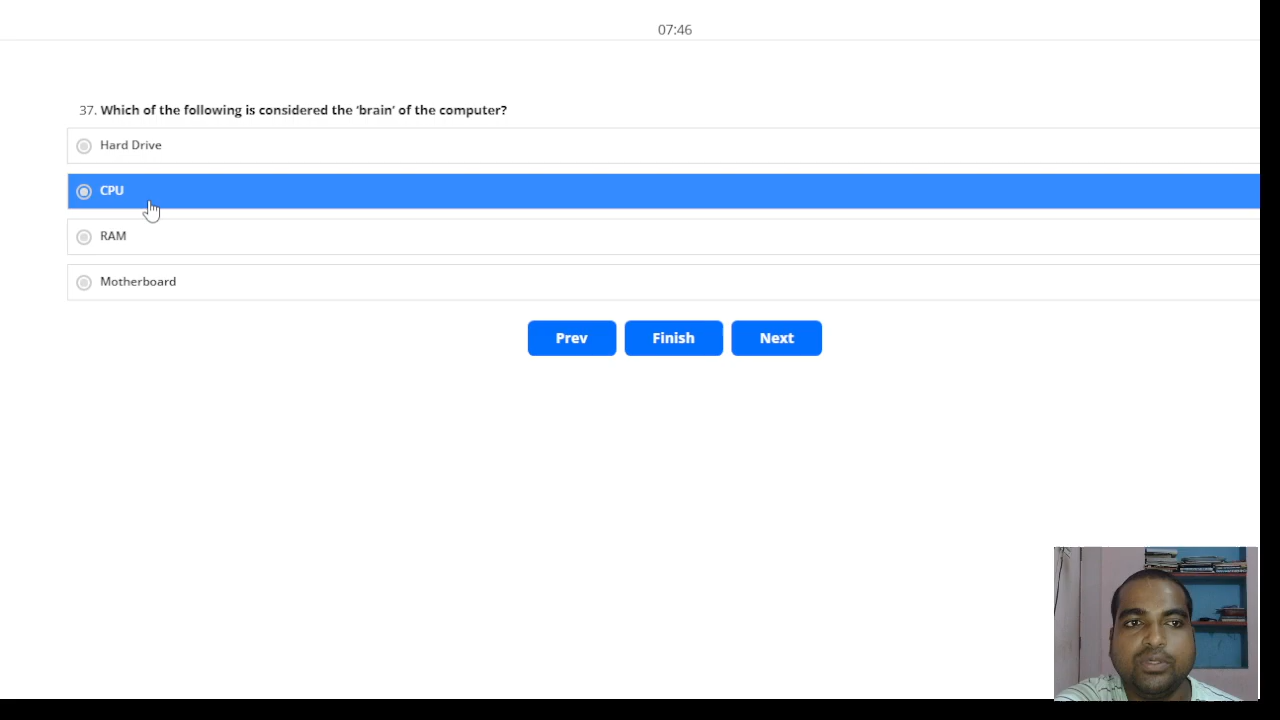 07:46
37. Which of the following is considered the ‘brain’ of the computer?
Hard Drive
CPU
RAM
Motherboard
Prev Finish Next